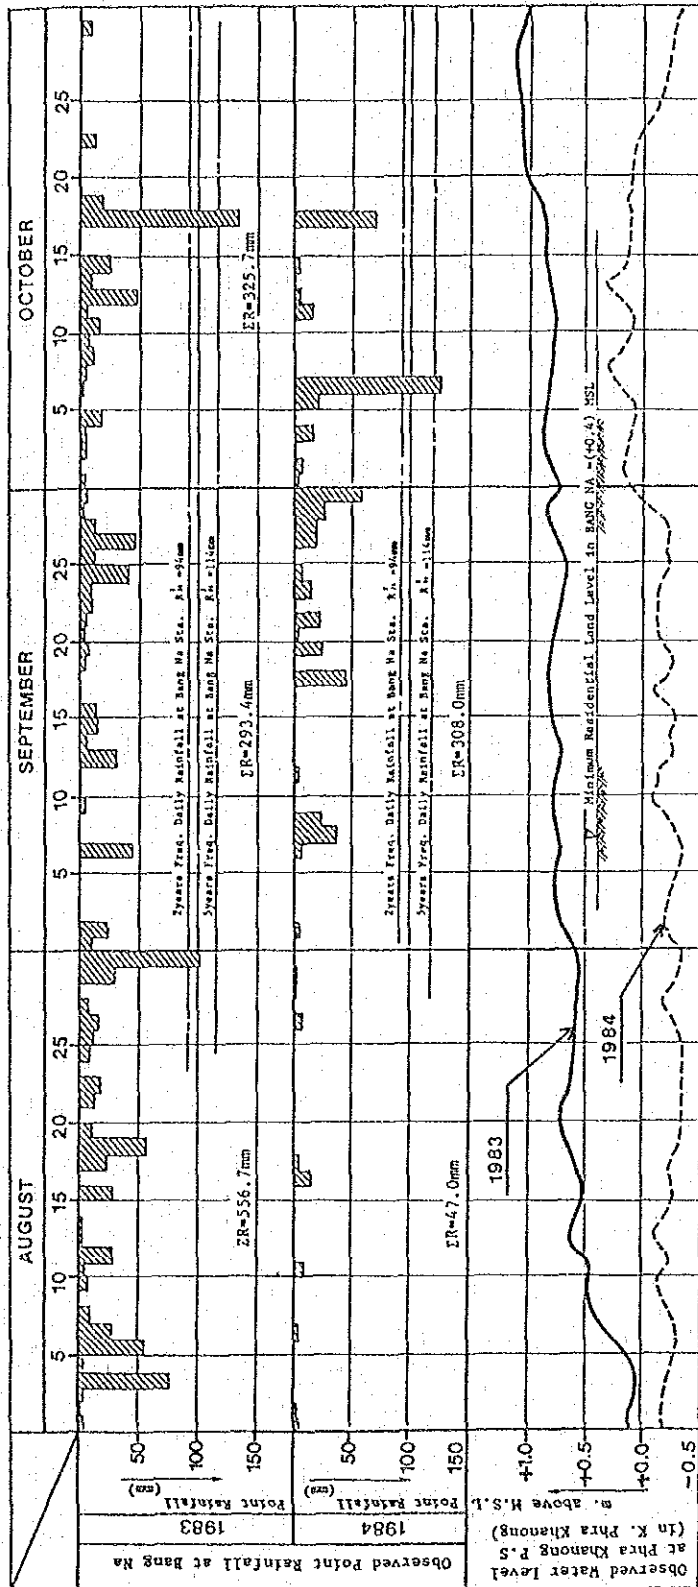 AUGUST
SEPTEMBER
OCTOBER
5 10 15 20 25
5 10 15 20 25
5 10 15 20 25
Observed Point Rainfall at Bang Na
1983
Point Rainfall
(mm)
50
100
150
ΣR=556.7mm
ΣR=293.4mm
ΣR=325.7mm
2years Freq. Daily Rainfall at Bang Na Sta. =94mm
5years Freq. Daily Rainfall at Bang Na Sta. =114mm
1984
Point Rainfall
(mm)
50
100
150
ΣR=47.0mm
ΣR=308.0mm
2years Freq. Daily Rainfall at Bang Na Sta. =94mm
5years Freq. Daily Rainfall at Bang Na Sta. =114mm
Observed Water Level
at Phra Khanong P.S
(in K. Phra Khanong)
m. above M.S.L
+1.0
+0.5
+0.0
-0.5
1983
1984
Minimum Residential Land Level in BANG NA =(+0.4) MSL